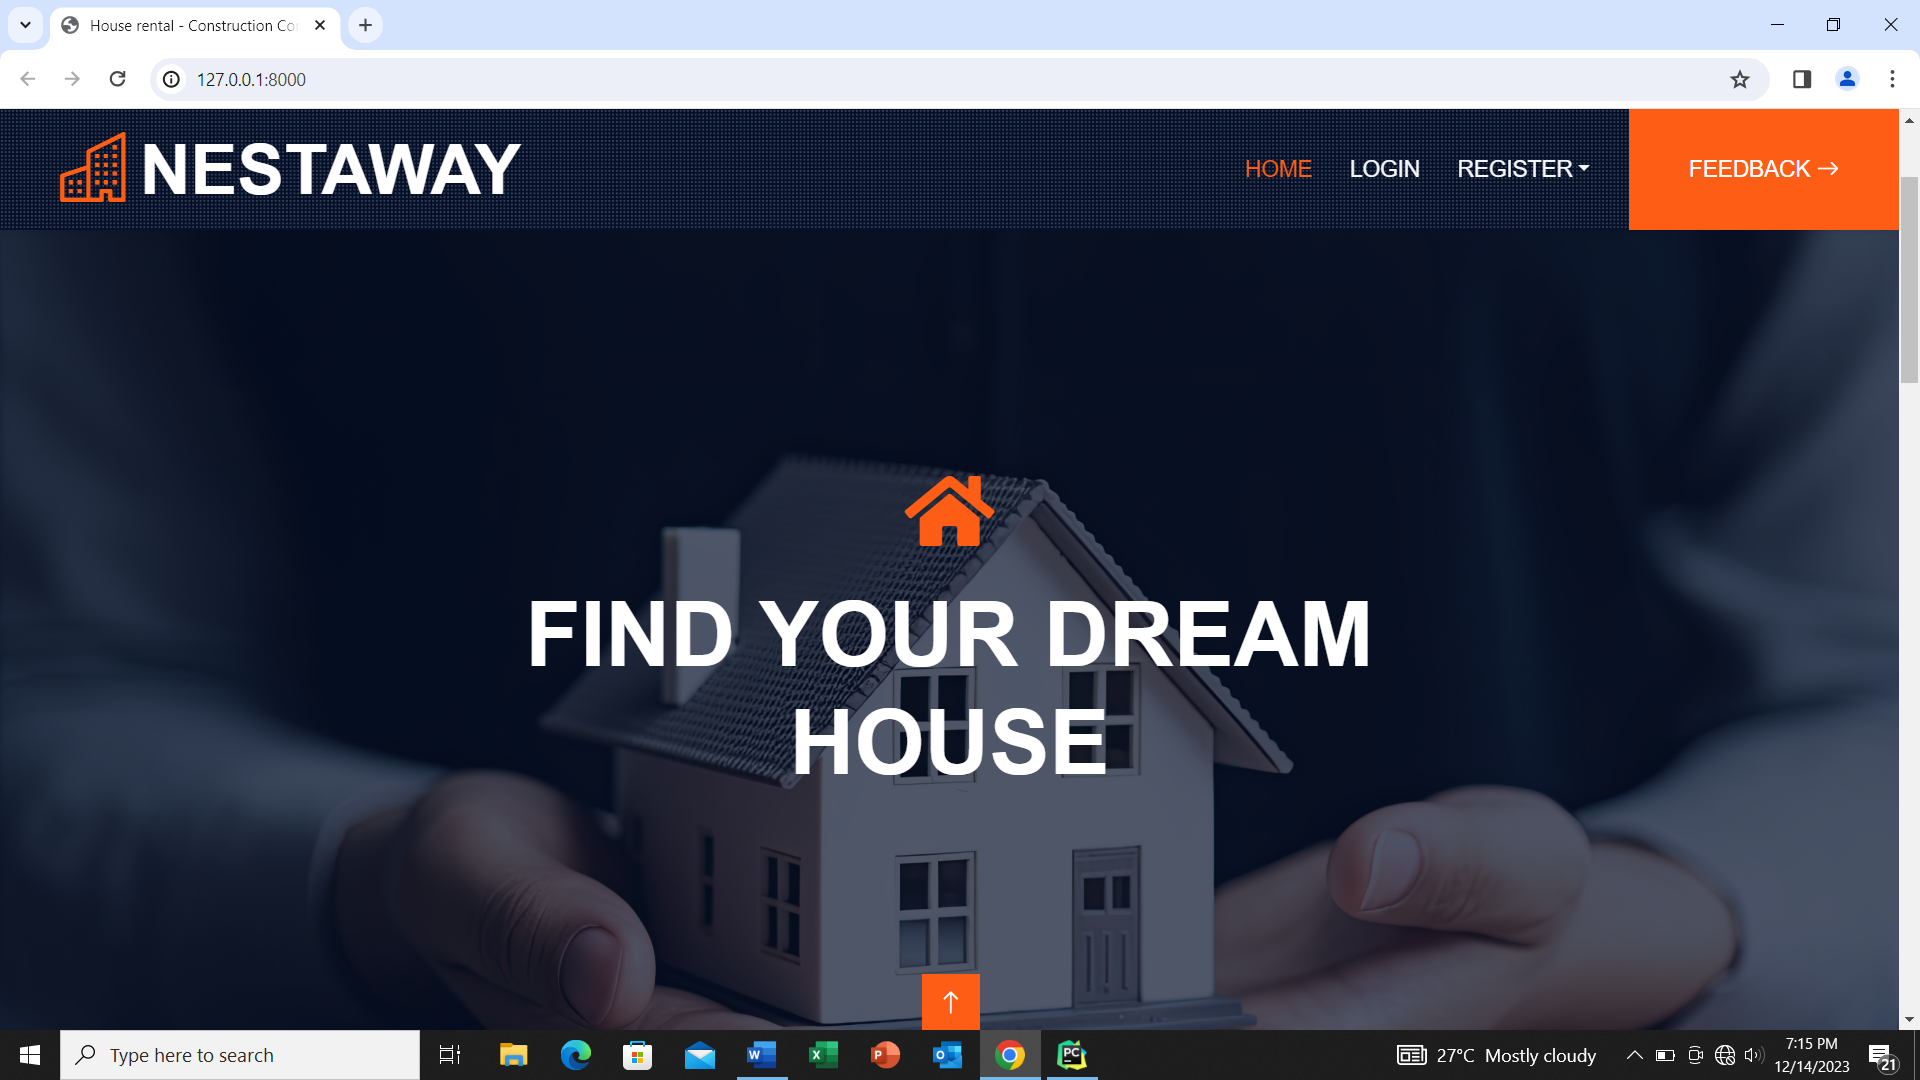 House rental - Construction Co
127.0.0.1:8000
NESTAWAY
HOME
LOGIN
REGISTER
FEEDBACK →
FIND YOUR DREAM
HOUSE
Type here to search
27°C Mostly cloudy
7:15 PM
12/14/2023
21
W
X
P
O
PC